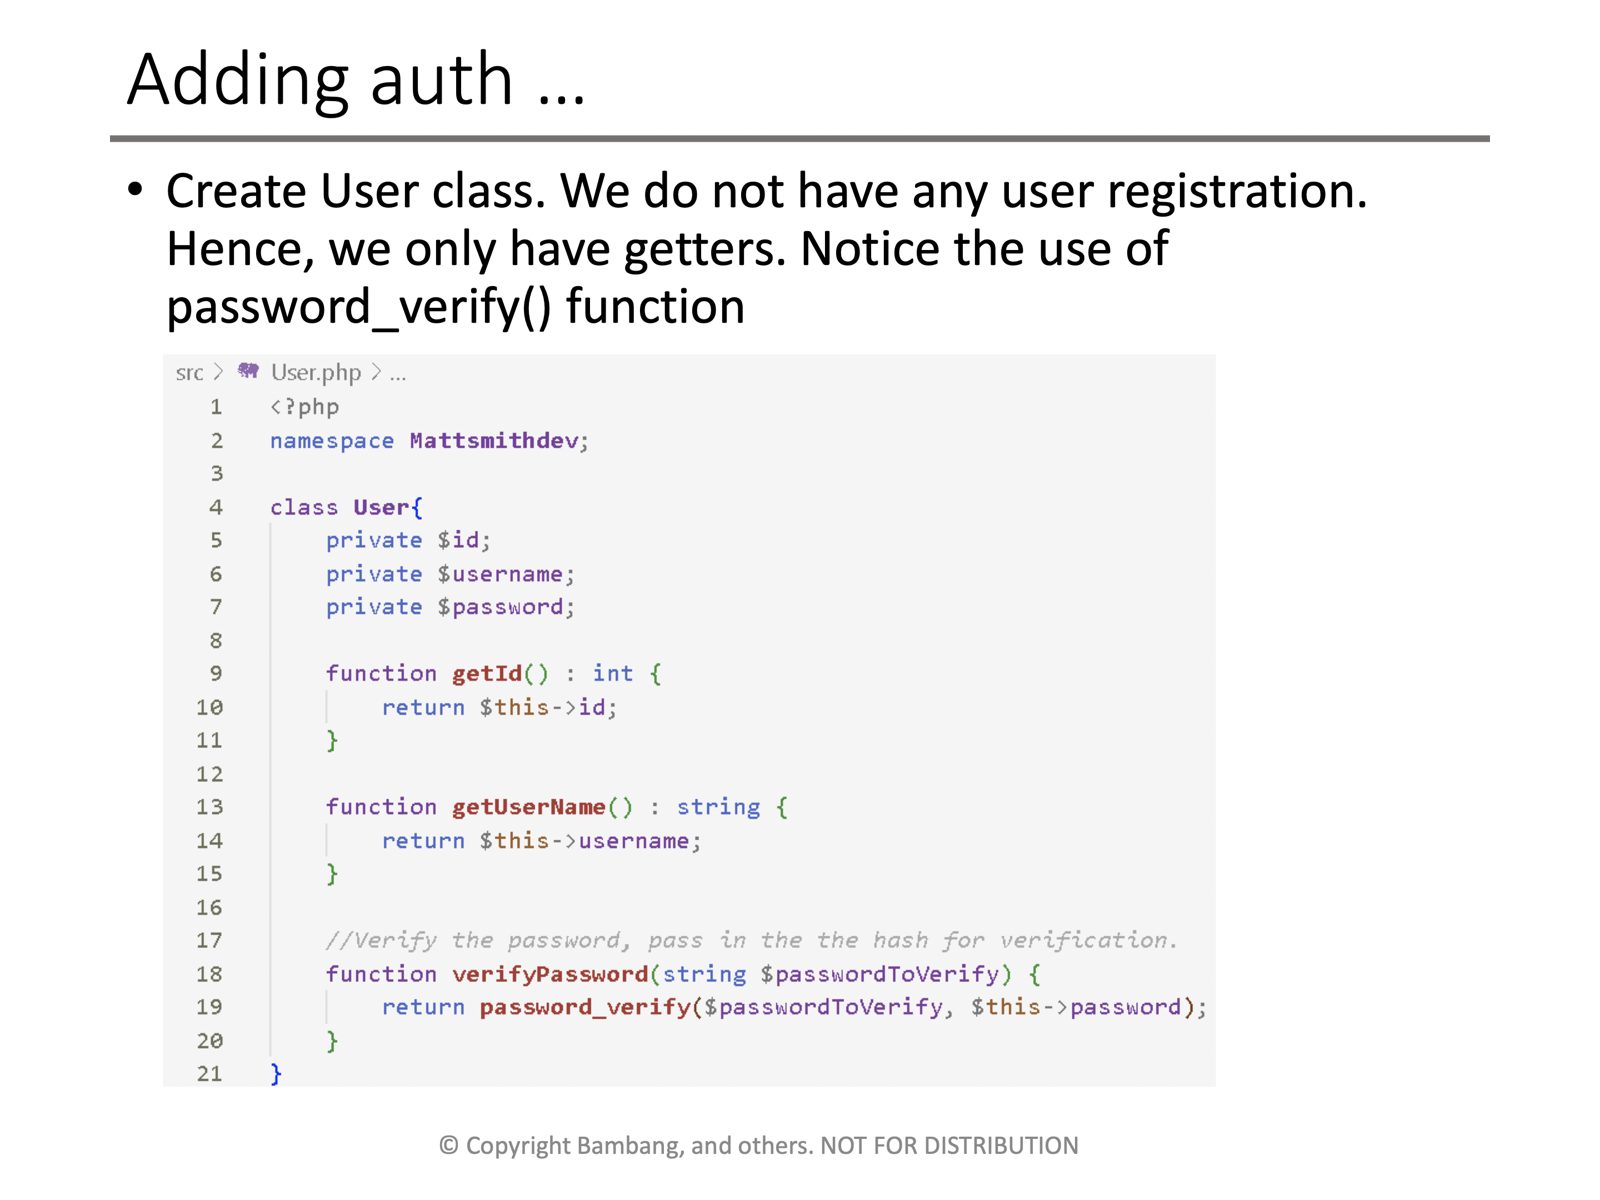 Adding auth ...
• Create User class. We do not have any user registration.
Hence, we only have getters. Notice the use of
password_verify() function
src > User.php > ...
1 <?php
2 namespace Mattsmithdev;
3
4 class User{
5 private $id;
6 private $username;
7 private $password;
8
9 function getId() : int {
10 return $this->id;
11 }
12
13 function getUserName() : string {
14 return $this->username;
15 }
16
17 //Verify the password, pass in the the hash for verification.
18 function verifyPassword(string $passwordToVerify) {
19 return password_verify($passwordToVerify, $this->password);
20 }
21 }
© Copyright Bambang, and others. NOT FOR DISTRIBUTION